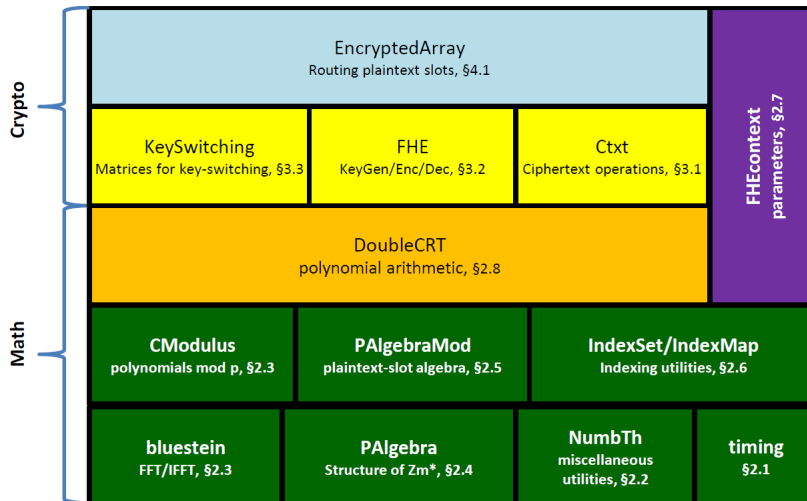 Crypto
EncryptedArray
Routing plaintext slots, §4.1
KeySwitching
Matrices for key-switching, §3.3
FHE
KeyGen/Enc/Dec, §3.2
Ctxt
Ciphertext operations, §3.1
FHEcontext
parameters, §2.7
Math
DoubleCRT
polynomial arithmetic, §2.8
CModulus
polynomials mod p, §2.3
PAlgebraMod
plaintext-slot algebra, §2.5
IndexSet/IndexMap
Indexing utilities, §2.6
bluestein
FFT/IFFT, §2.3
PAlgebra
Structure of Zm*, §2.4
NumbTh
miscellaneous
utilities, §2.2
timing
§2.1